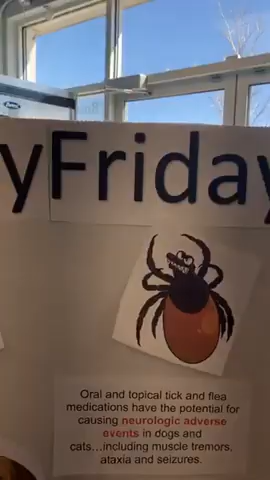 yFriday
Oral and topical tick and flea
medications have the potential for
causing neurologic adverse
events in dogs and
cats...including muscle tremors,
ataxia and seizures.